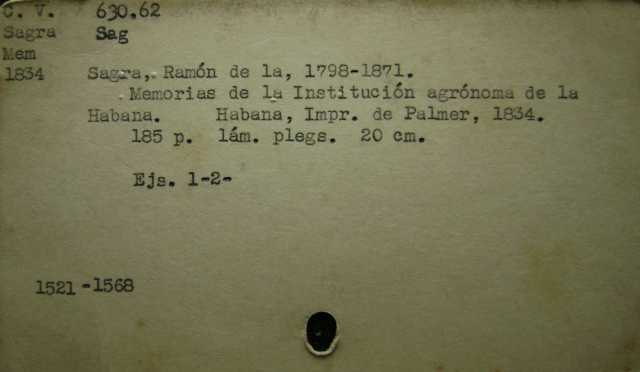 C. V. 630.62
Sagra Sag
Mem
1834 Sagra, Ramón de la, 1798-1871.
Memorias de la Institución agrónoma de la
Habana. Habana, Impr. de Palmer, 1834.
185 p. lám. plegs. 20 cm.
Ejs. 1-2-
1521-1568